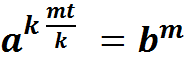 $a^{k\frac{mt}{k}} = b^m$